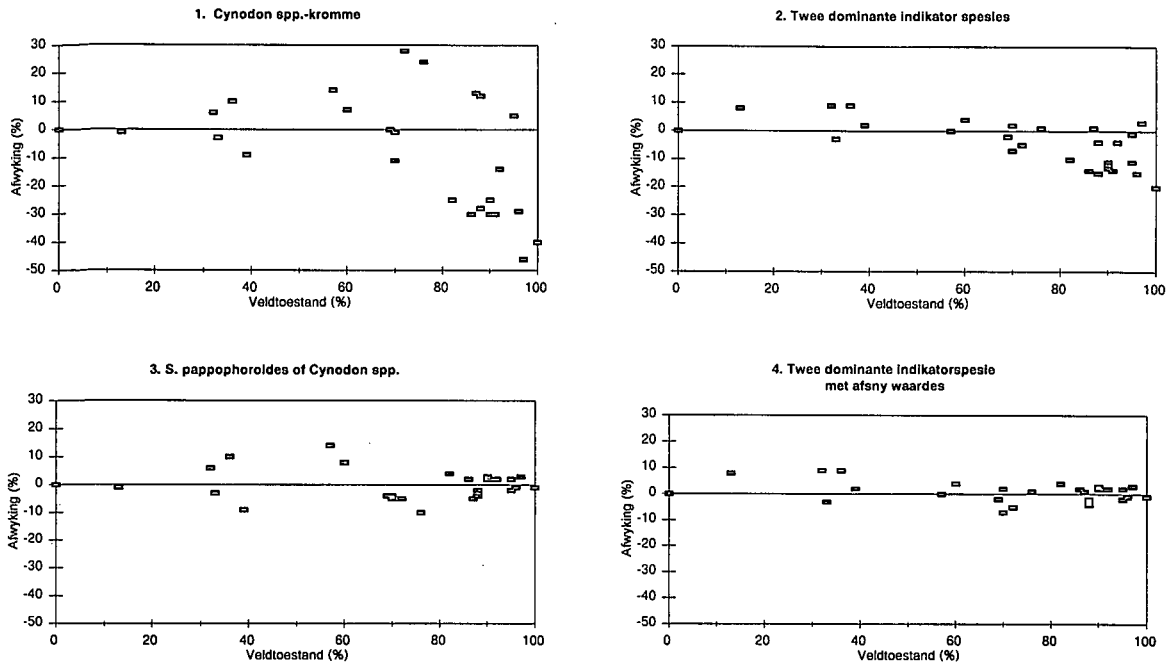 1. Cynodon spp.-kromme
30
20
10
0
-10
-20
-30
-40
-50
Afwyking (%)
0 20 40 60 80 100
Veldtoestand (%)
2. Twee dominante indikator spesies
30
20
10
0
-10
-20
-30
-40
-50
Afwyking (%)
0 20 40 60 80 100
Veldtoestand (%)
3. S. pappophoroides of Cynodon spp.
30
20
10
0
-10
-20
-30
-40
-50
Afwyking (%)
0 20 40 60 80 100
Veldtoestand (%)
4. Twee dominante indikatorspesie
met afsny waardes
30
20
10
0
-10
-20
-30
-40
-50
Afwyking (%)
0 20 40 60 80 100
Veldtoestand (%)